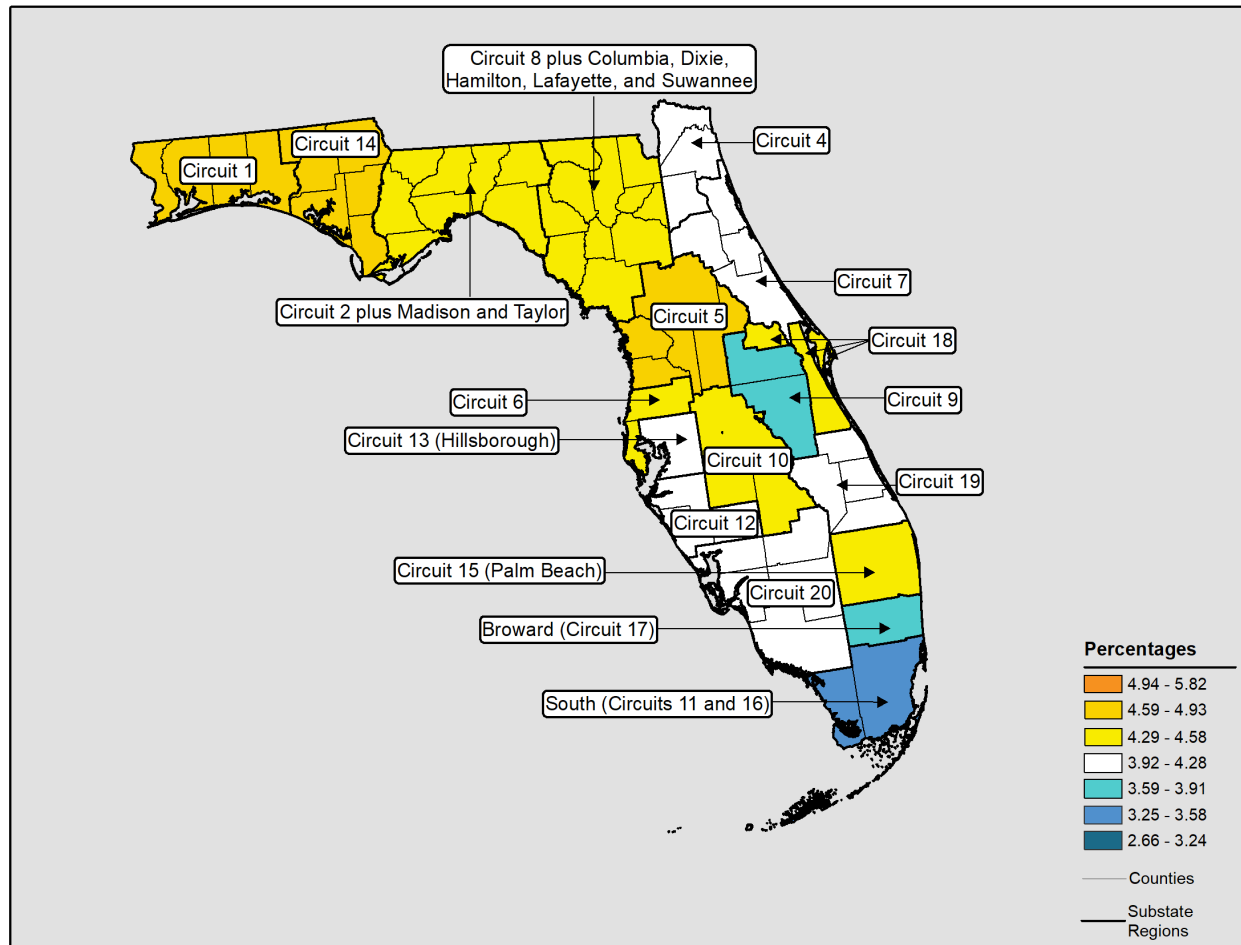 Circuit 8 plus Columbia, Dixie,
Hamilton, Lafayette, and Suwannee
Circuit 4
Circuit 14
Circuit 1
Circuit 7
Circuit 2 plus Madison and Taylor
Circuit 5
Circuit 18
Circuit 6
Circuit 9
Circuit 13 (Hillsborough)
Circuit 10
Circuit 19
Circuit 12
Circuit 15 (Palm Beach)
Circuit 20
Broward (Circuit 17)
South (Circuits 11 and 16)
Percentages
4.94 - 5.82
4.59 - 4.93
4.29 - 4.58
3.92 - 4.28
3.59 - 3.91
3.25 - 3.58
2.66 - 3.24
Counties
Substate
Regions